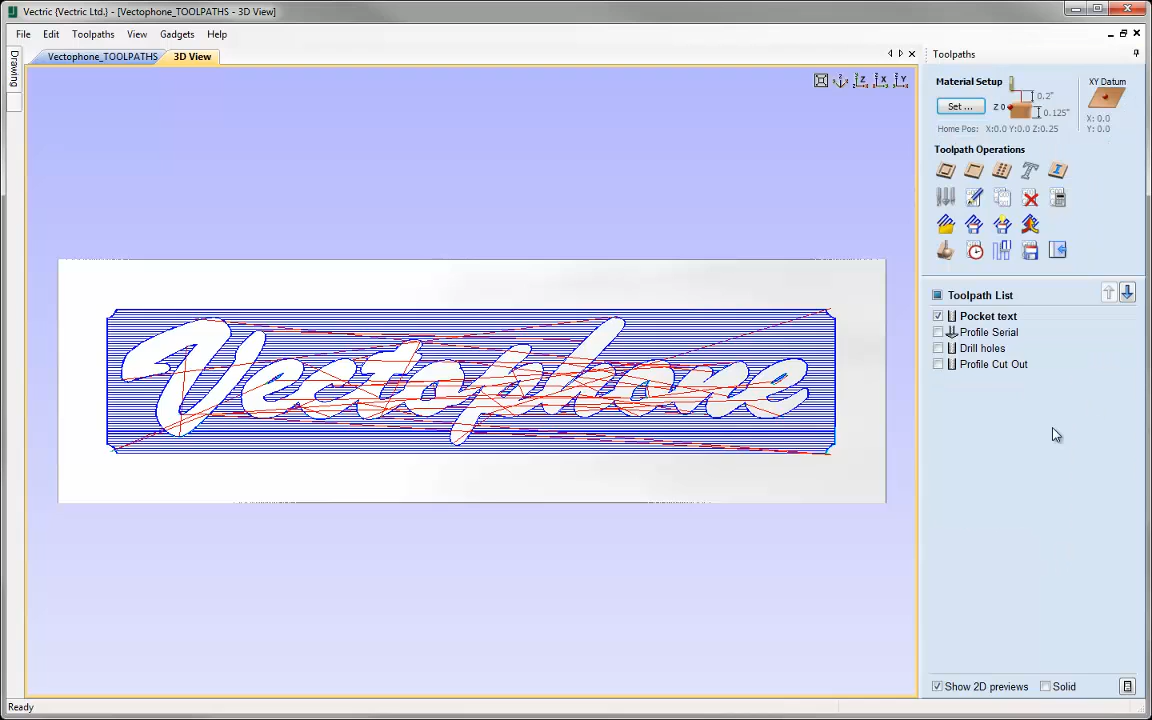 Vectric {Vectric Ltd.} - [Vectophone_TOOLPATHS - 3D View]
File Edit Toolpaths View Gadgets Help
Drawing
Vectophone_TOOLPATHS 3D View
Toolpaths
Material Setup
Set ...
Z 0
0.2"
0.125"
XY Datum
X: 0.0
Y: 0.0
Home Pos: X:0.0 Y:0.0 Z:0.25
Toolpath Operations
Toolpath List
Pocket text
Profile Serial
Drill holes
Profile Cut Out
Vectophone
Show 2D previews Solid
Ready